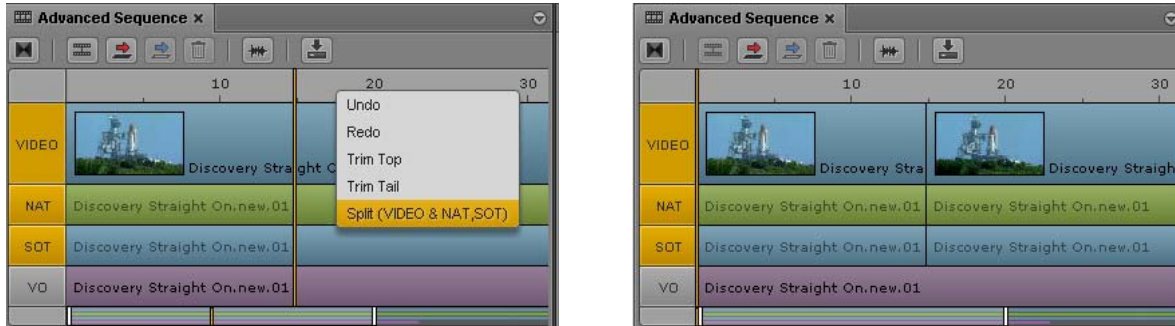 Advanced Sequence ×
10 20 30
Undo
Redo
Trim Top
Trim Tail
Split (VIDEO & NAT,SOT)
VIDEO
Discovery Stra ght C
NAT
Discovery Straight On.new.01
SOT
Discovery Straight On.new.01
VO
Discovery Straight On.new.01
Advanced Sequence ×
10 20 30
VIDEO
Discovery Stra
Discovery Straigh
NAT
Discovery Straight On.new.01
Discovery Straight On.new.01
SOT
Discovery Straight On.new.01
Discovery Straight On.new.01
VO
Discovery Straight On.new.01